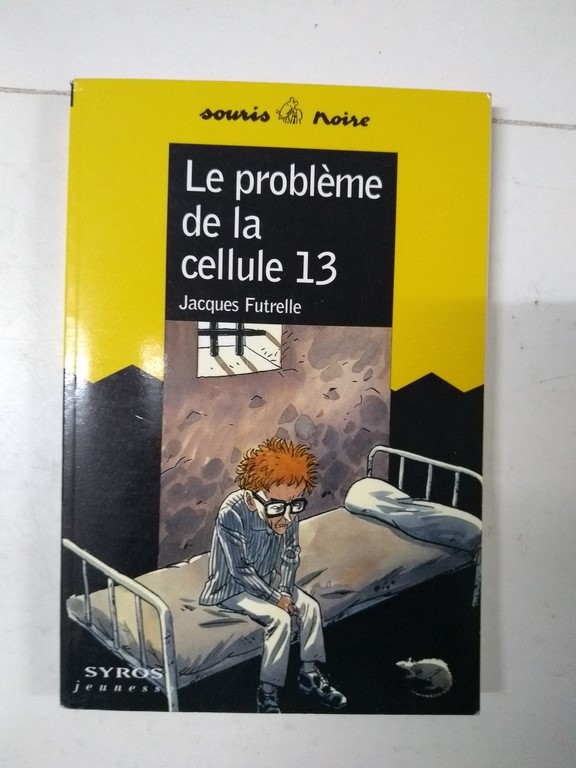 souris noire
Le problème
de la
cellule 13
Jacques Futrelle
SYROS
jeunesse